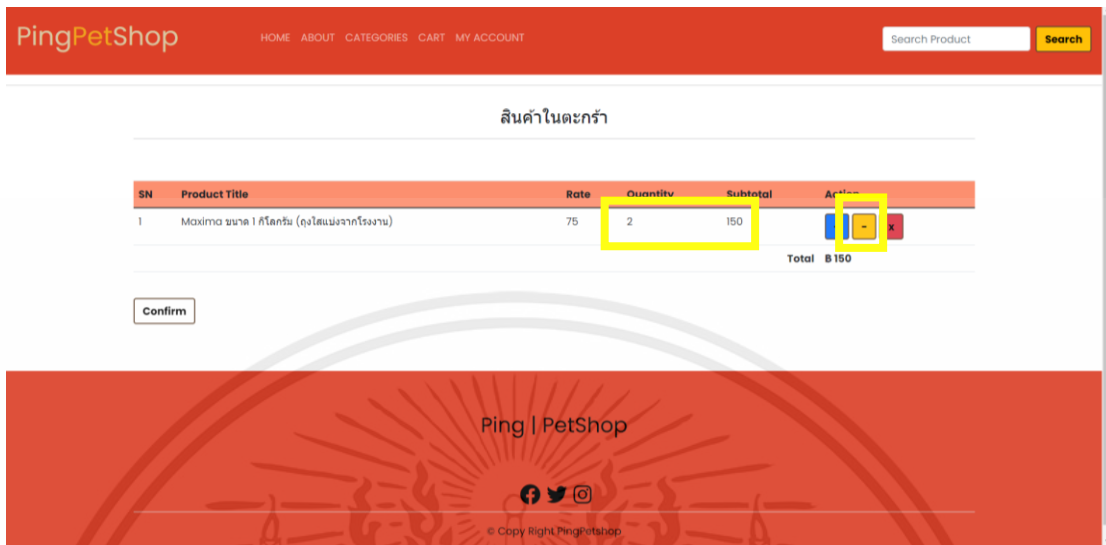 PingPetShop HOME ABOUT CATEGORIES CART MY ACCOUNT Search Product Search
สินค้าในตะกร้า
SN Product Title Rate Quantity Subtotal Action
1 Maxima ขนาด 1 กิโลกรัม (ถุงใสแบ่งจากโรงงาน) 75 2 150 - x
Total ฿ 150
Confirm
Ping | PetShop
© Copy Right PingPetshop